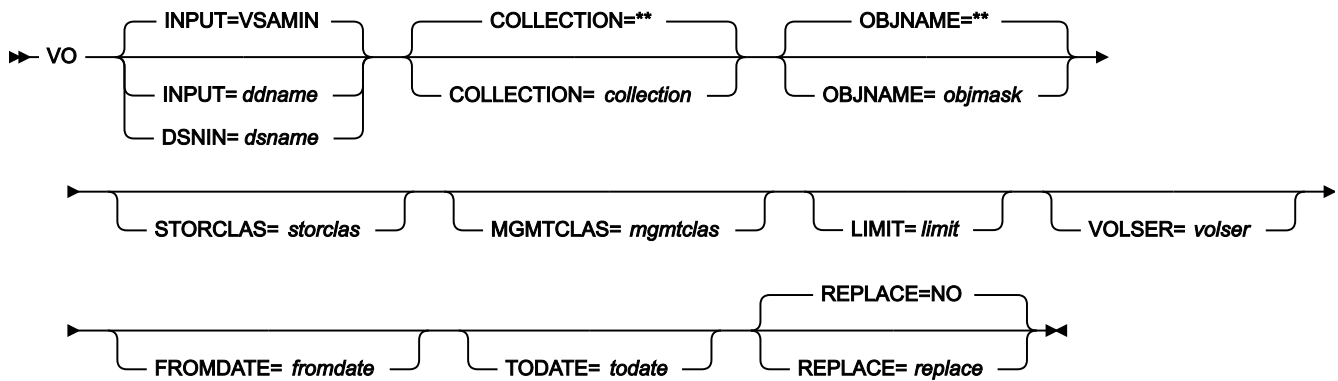 INPUT=VSAMIN COLLECTION=** OBJNAME=**
VO
INPUT= ddname COLLECTION= collection OBJNAME= objmask
DSNIN= dsname
STORCLAS= storclas MGMTCLAS= mgmtclas LIMIT= limit VOLSER= volser
REPLACE=NO
FROMDATE= fromdate TODATE= todate REPLACE= replace